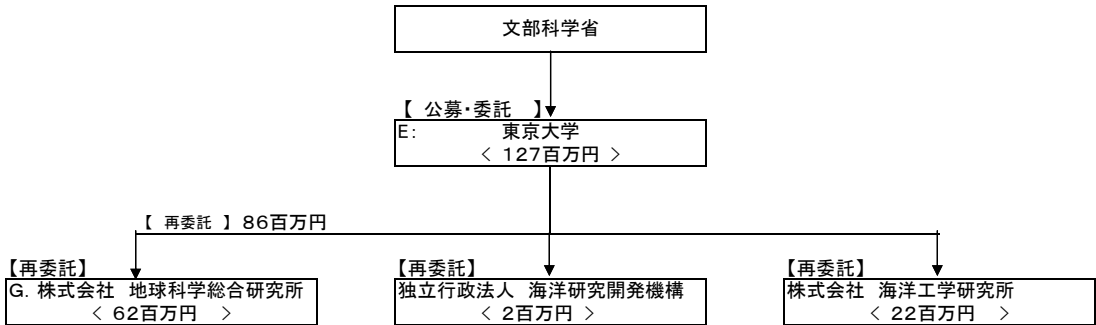 文部科学省
【 公募・委託 】
E: 東京大学
< 127百万円 >
【 再委託 】 86百万円
【再委託】 【再委託】 【再委託】
G. 株式会社 地球科学総合研究所 独立行政法人 海洋研究開発機構 株式会社 海洋工学研究所
< 62百万円 > < 2百万円 > < 22百万円 >